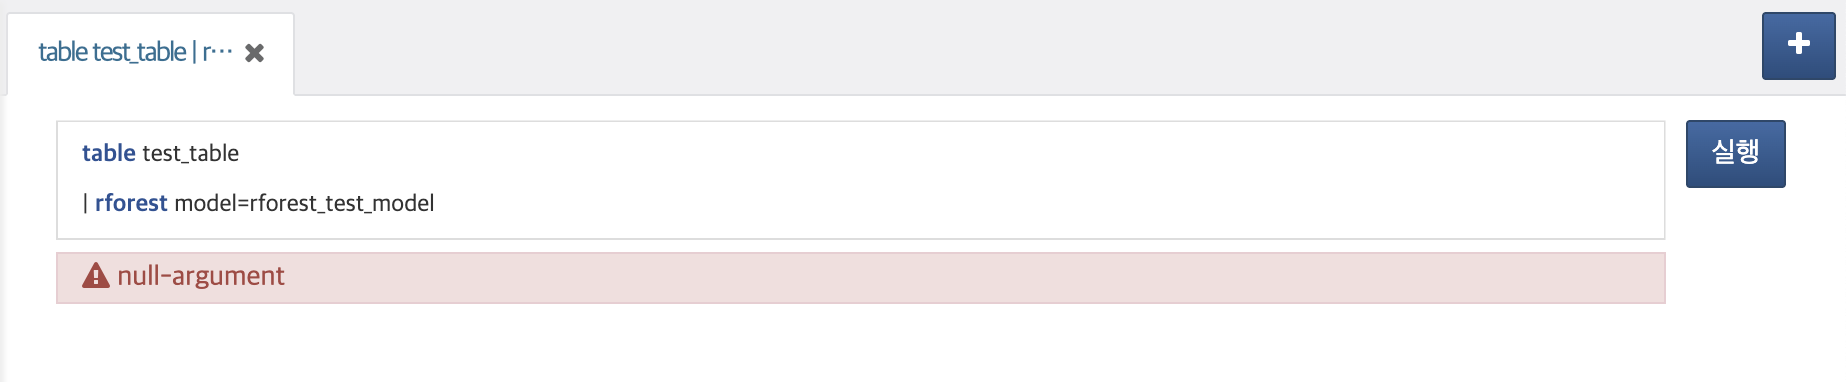 table test_table | r⋯
실행
table test_table
| rforest model=rforest_test_model
null-argument